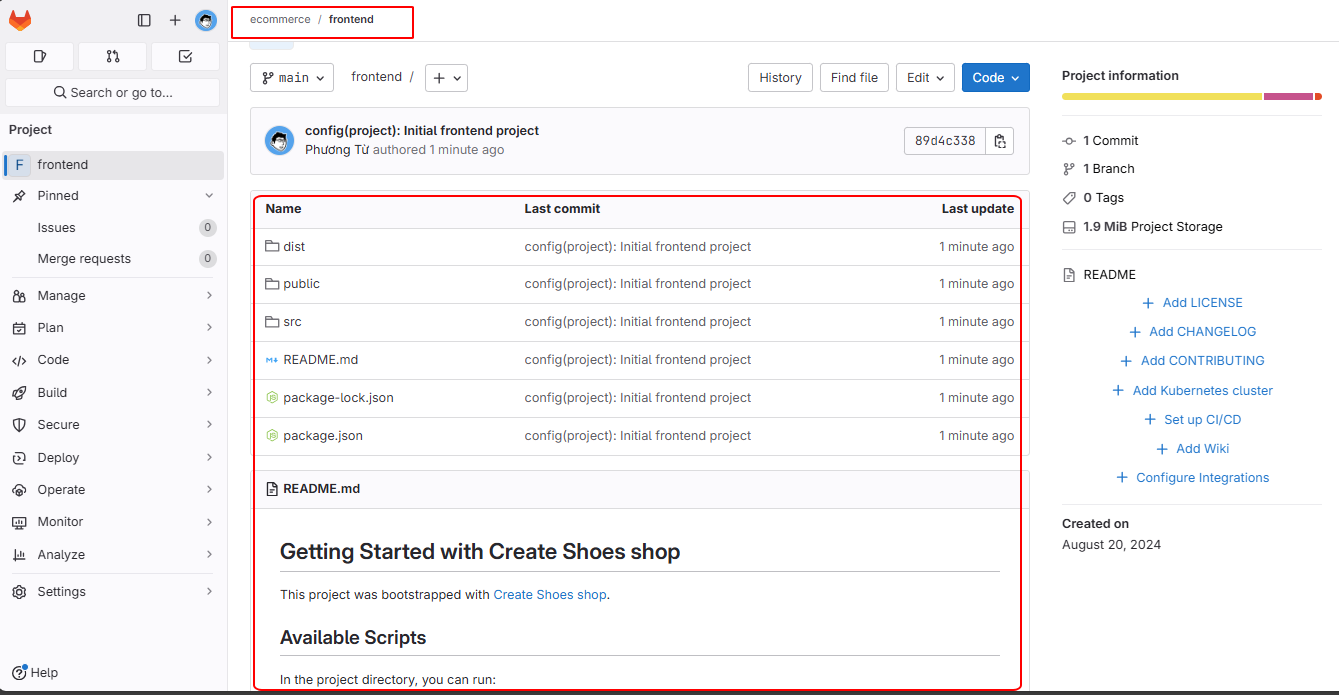 ecommerce / frontend
Search or go to...
Project
F frontend
Pinned
Issues 0
Merge requests 0
Manage
Plan
Code
Build
Secure
Deploy
Operate
Monitor
Analyze
Settings
Help
main frontend / + History Find file Edit Code
config(project): Initial frontend project
Phương Từ authored 1 minute ago
89d4c338
Name Last commit Last update
dist config(project): Initial frontend project 1 minute ago
public config(project): Initial frontend project 1 minute ago
src config(project): Initial frontend project 1 minute ago
README.md config(project): Initial frontend project 1 minute ago
package-lock.json config(project): Initial frontend project 1 minute ago
package.json config(project): Initial frontend project 1 minute ago
README.md
Getting Started with Create Shoes shop
This project was bootstrapped with Create Shoes shop.
Available Scripts
In the project directory, you can run:
Project information
1 Commit
1 Branch
0 Tags
1.9 MiB Project Storage
README
+ Add LICENSE
+ Add CHANGELOG
+ Add CONTRIBUTING
+ Add Kubernetes cluster
+ Set up CI/CD
+ Add Wiki
+ Configure Integrations
Created on
August 20, 2024